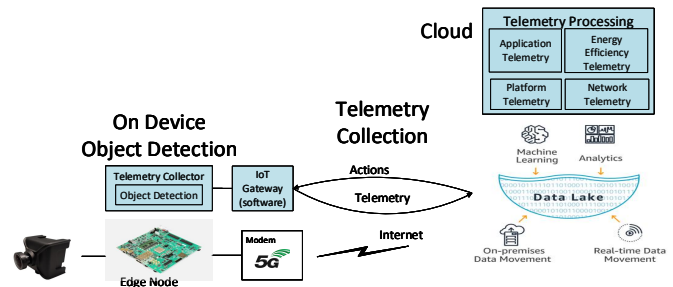 Cloud
Telemetry Processing
Application
Telemetry
Energy
Efficiency
Telemetry
Platform
Telemetry
Network
Telemetry
On Device
Object Detection
Telemetry
Collection
Telemetry Collector
Object Detection
IoT
Gateway
(software)
Actions
Telemetry
Machine
Learning
Analytics
Data Lake
On-premises
Data Movement
Real-time Data
Movement
Edge Node
Modem
5G
Internet